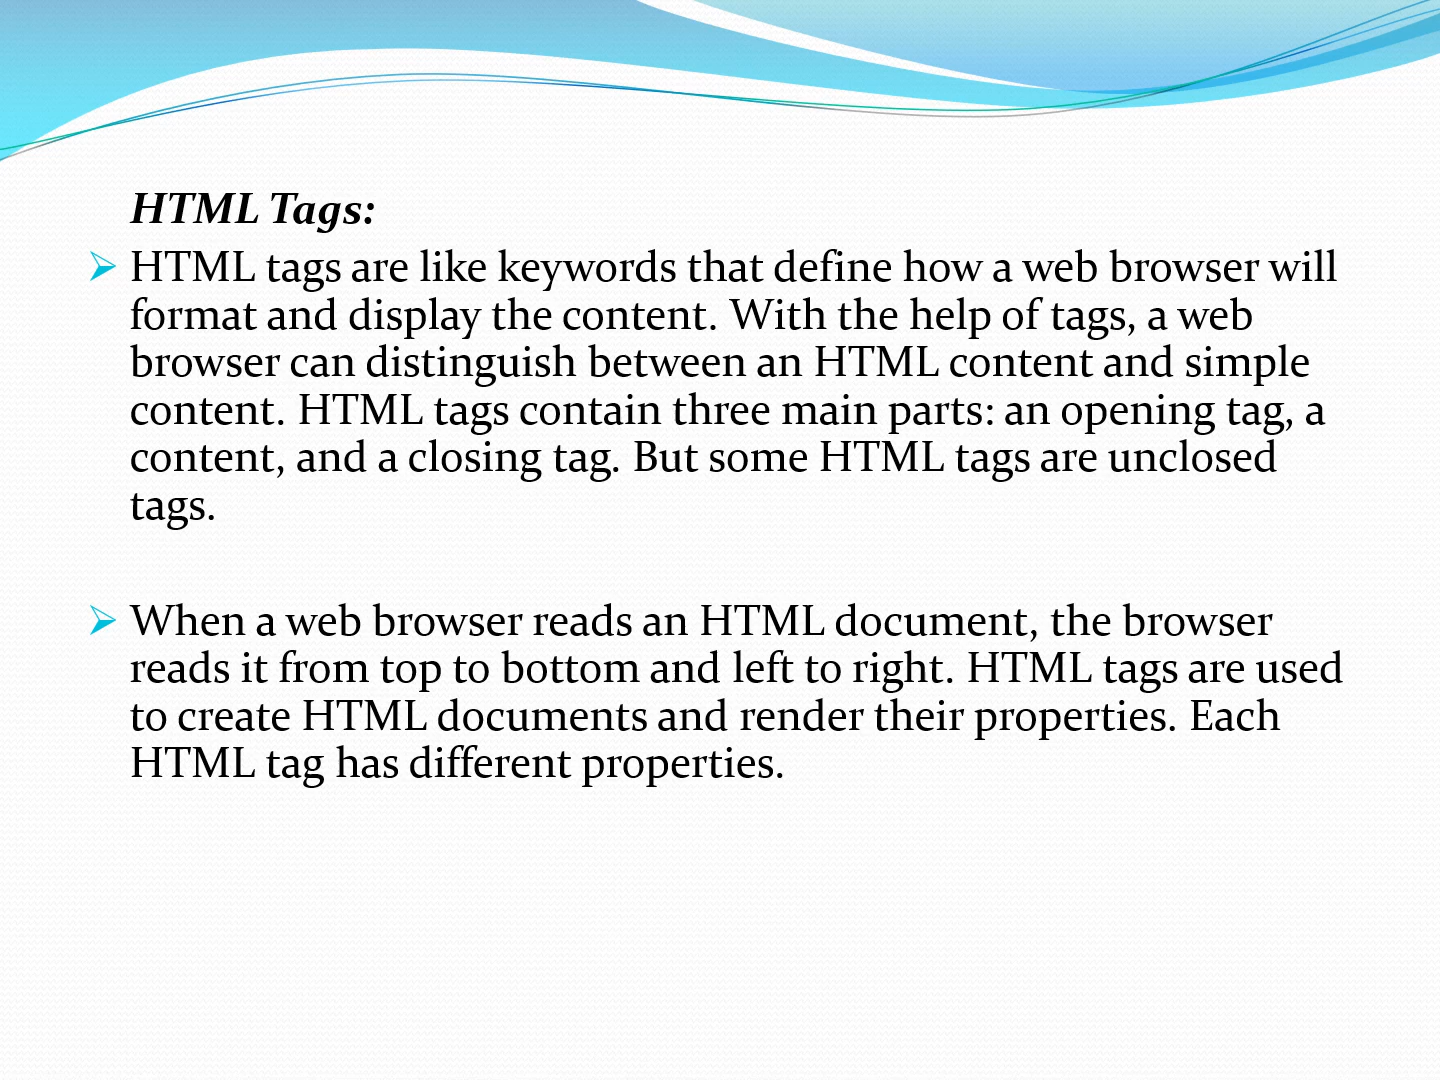 HTML Tags:
HTML tags are like keywords that define how a web browser will
format and display the content. With the help of tags, a web
browser can distinguish between an HTML content and simple
content. HTML tags contain three main parts: an opening tag, a
content, and a closing tag. But some HTML tags are unclosed
tags.
When a web browser reads an HTML document, the browser
reads it from top to bottom and left to right. HTML tags are used
to create HTML documents and render their properties. Each
HTML tag has different properties.